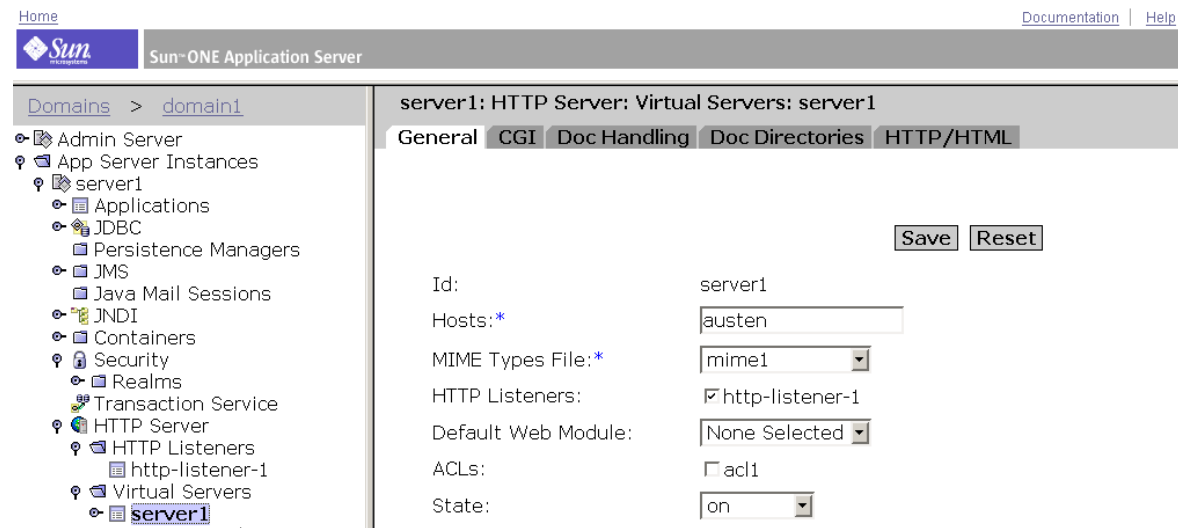 Home
Documentation | Help
Sun
microsystems
Sun™ ONE Application Server
Domains > domain1
Admin Server
App Server Instances
server1
Applications
JDBC
Persistence Managers
JMS
Java Mail Sessions
JNDI
Containers
Security
Realms
Transaction Service
HTTP Server
HTTP Listeners
http-listener-1
Virtual Servers
server1
server1: HTTP Server: Virtual Servers: server1
General CGI Doc Handling Doc Directories HTTP/HTML
Save Reset
Id: server1
Hosts:* austen
MIME Types File:* mime1
HTTP Listeners: http-listener-1
Default Web Module: None Selected
ACLs: acl1
State: on